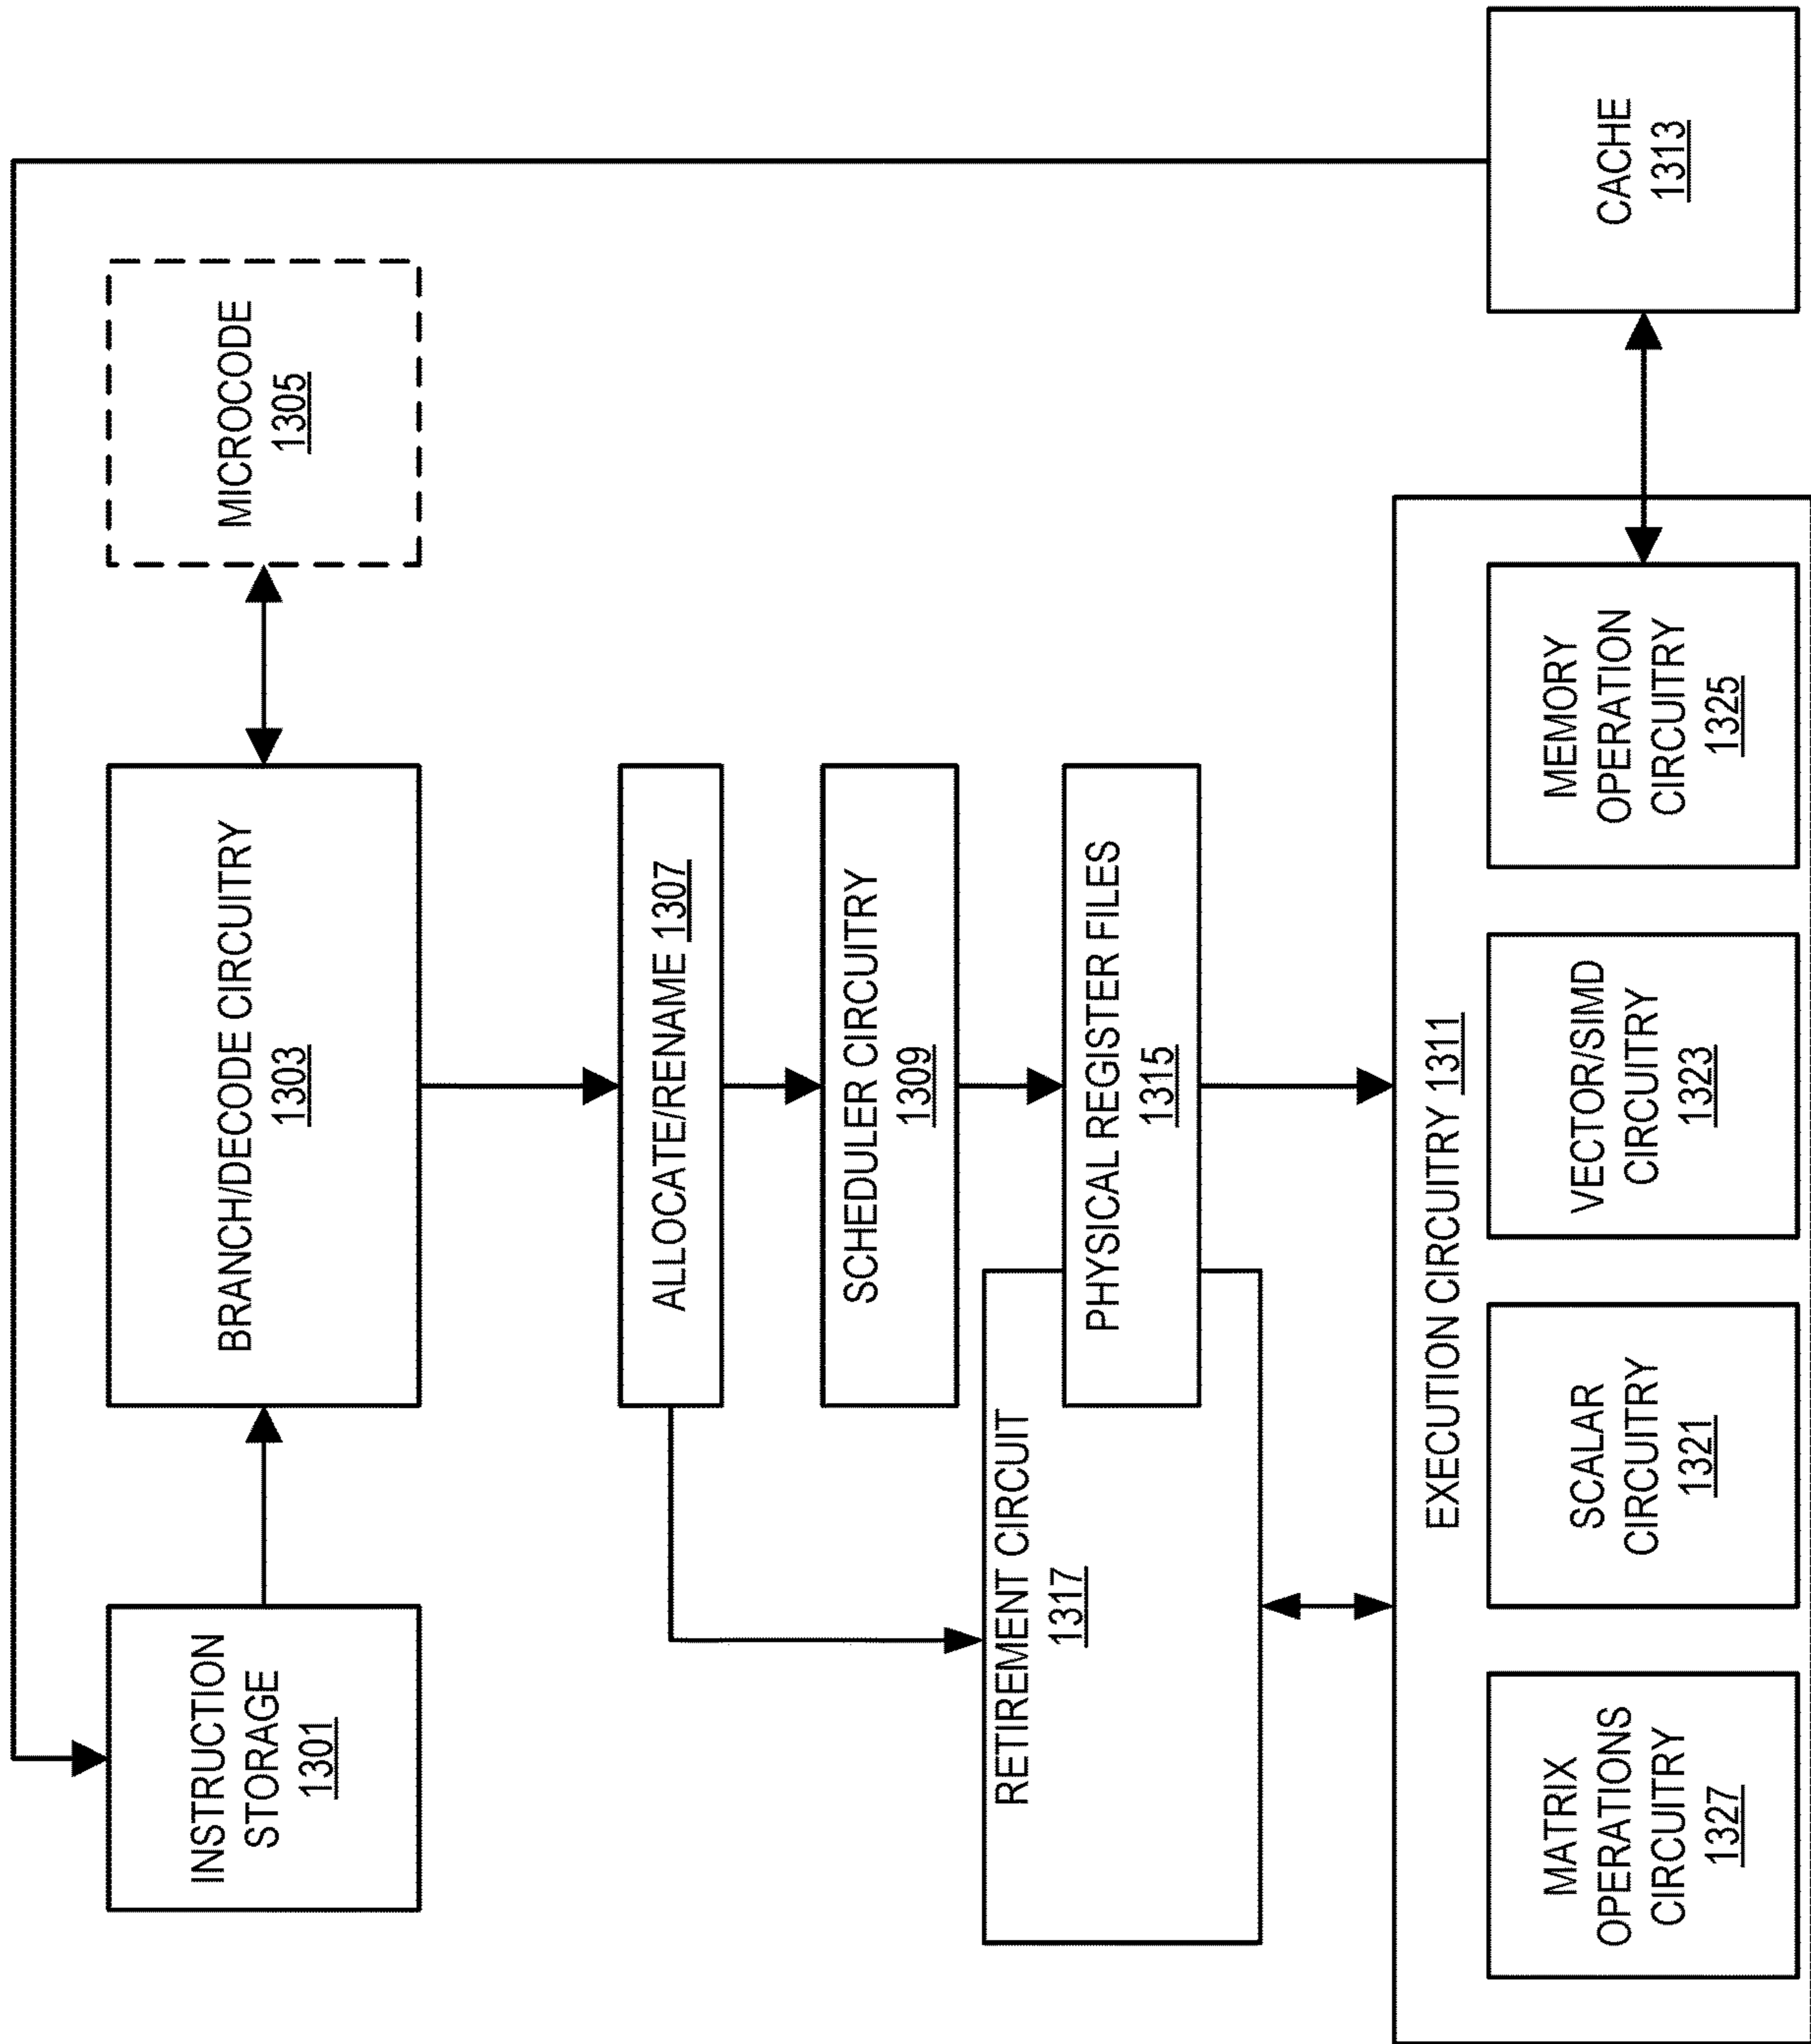 INSTRUCTION
STORAGE
1301
BRANCH/DECODE CIRCUITRY
1303
MICROCODE
1305
ALLOCATE/RENAME 1307
SCHEDULER CIRCUITRY
1309
RETIREMENT CIRCUIT
1317
PHYSICAL REGISTER FILES
1315
EXECUTION CIRCUITRY 1311
MATRIX
OPERATIONS
CIRCUITRY
1327
SCALAR
CIRCUITRY
1321
VECTOR/SIMD
CIRCUITRY
1323
MEMORY
OPERATION
CIRCUITRY
1325
CACHE
1313